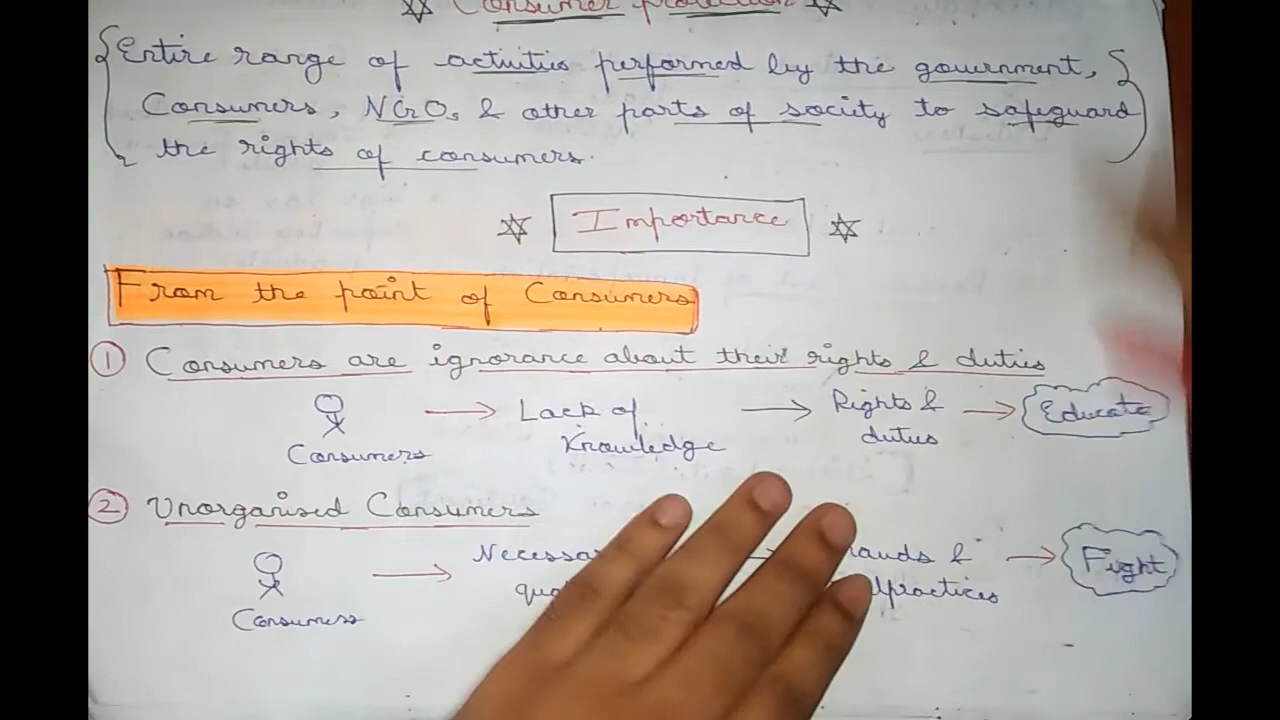 Consumer protection
Entire range of activities performed by the government,
Consumers, NGOs & other parts of society to safeguard
the rights of consumers.
Importance
From the point of Consumers
① Consumers are ignorance about their rights & duties
Consumers → Lack of Knowledge → Rights & duties → Educate
② Unorganised Consumers
Consumers → → & → Fight